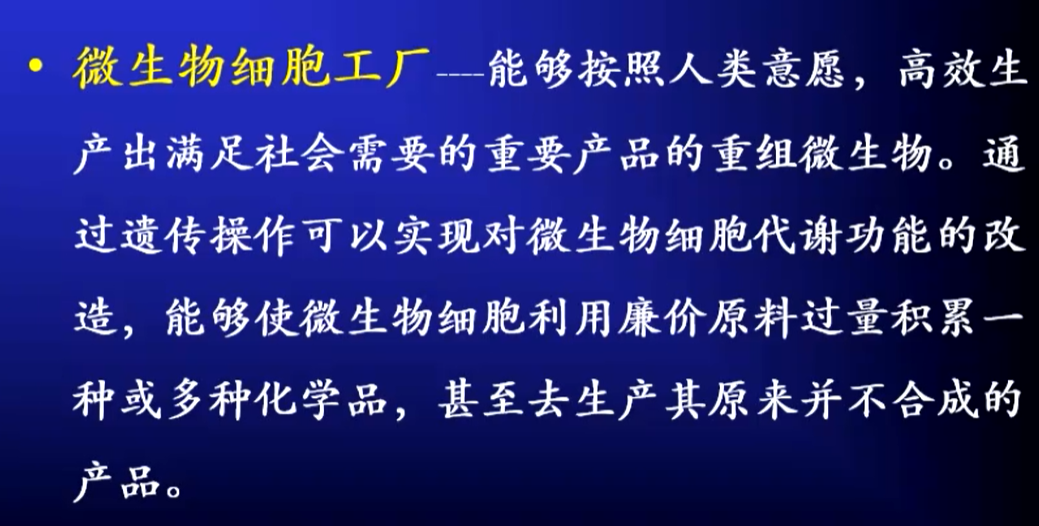 • 微生物细胞工厂----能够按照人类意愿，高效生
产出满足社会需要的重要产品的重组微生物。通
过遗传操作可以实现对微生物细胞代谢功能的改
造，能够使微生物细胞利用廉价原料过量积累一
种或多种化学品，甚至去生产其原来并不合成的
产品。